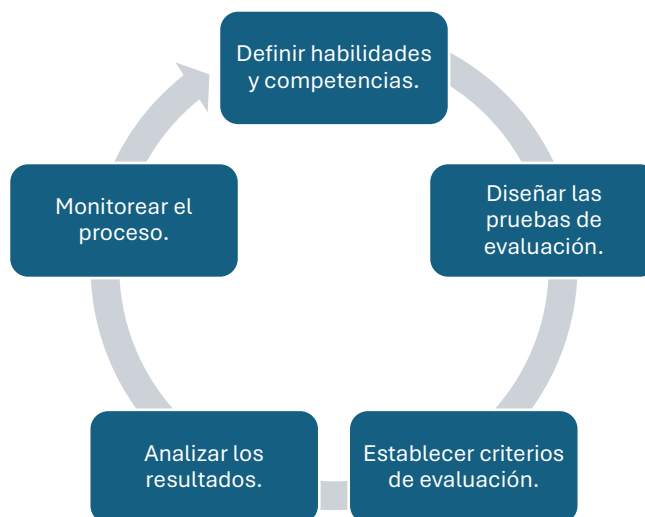 Definir habilidades
y competencias.
Diseñar las
pruebas de
evaluación.
Establecer criterios
de evaluación.
Analizar los
resultados.
Monitorear el
proceso.